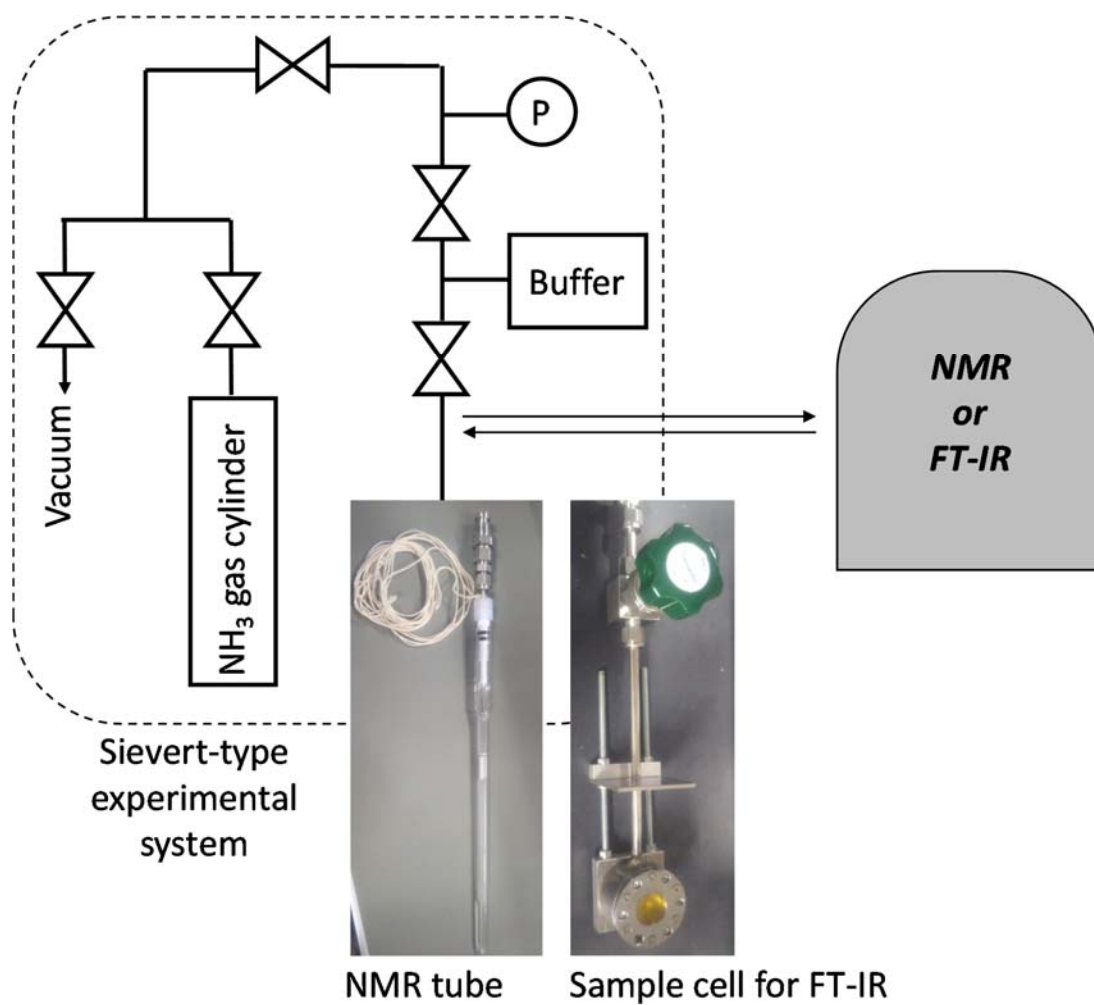 P
Buffer
Vacuum
NH₃ gas cylinder
NMR
or
FT-IR
Sievert-type
experimental
system
NMR tube
Sample cell for FT-IR